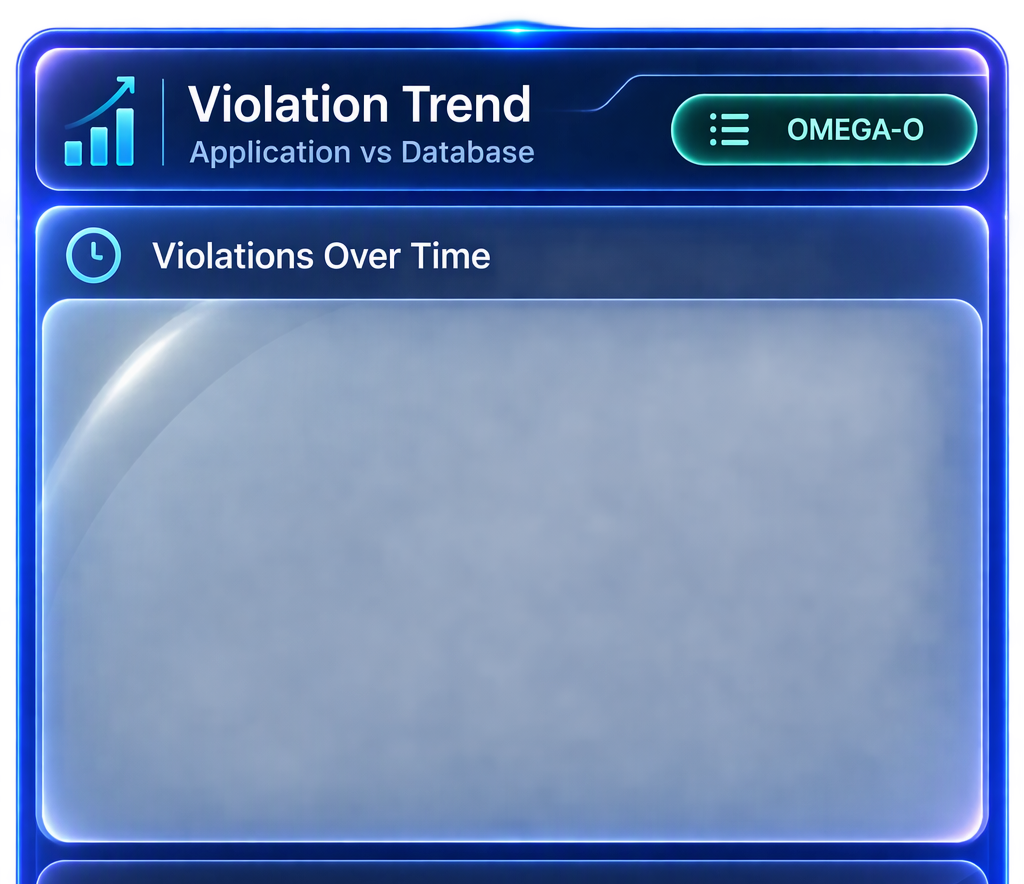 Violation Trend
Application vs Database
OMEGA-O
Violations Over Time